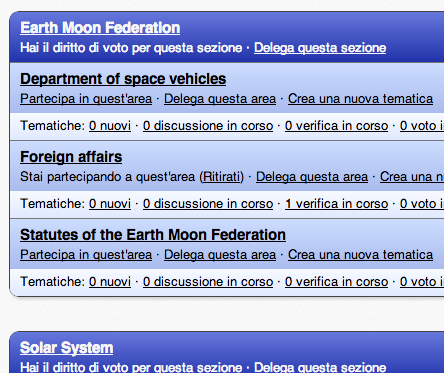 Earth Moon Federation
Hai il diritto di voto per questa sezione · Delega questa sezione
Department of space vehicles
Partecipa in quest'area · Delega questa area · Crea una nuova tematica
Tematiche: 0 nuovi · 0 discussione in corso · 0 verifica in corso · 0 voto i
Foreign affairs
Stai partecipando a quest'area (Ritirati) · Delega questa area · Crea una n
Tematiche: 0 nuovi · 0 discussione in corso · 1 verifica in corso · 0 voto i
Statutes of the Earth Moon Federation
Partecipa in quest'area · Delega questa area · Crea una nuova tematica
Tematiche: 0 nuovi · 0 discussione in corso · 0 verifica in corso · 0 voto i
Solar System
Hai il diritto di voto per questa sezione · Delega questa sezione